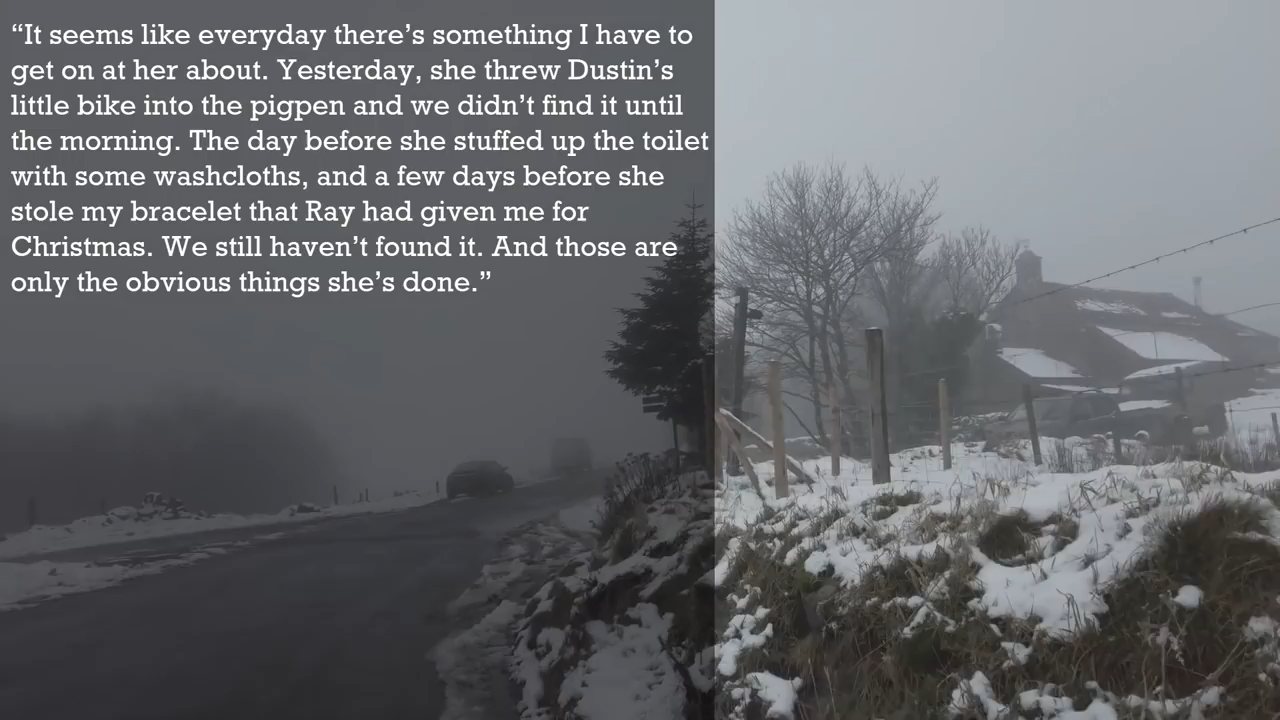 “It seems like everyday there’s something I have to
get on at her about. Yesterday, she threw Dustin’s
little bike into the pigpen and we didn’t find it until
the morning. The day before she stuffed up the toilet
with some washcloths, and a few days before she
stole my bracelet that Ray had given me for
Christmas. We still haven’t found it. And those are
only the obvious things she’s done.”